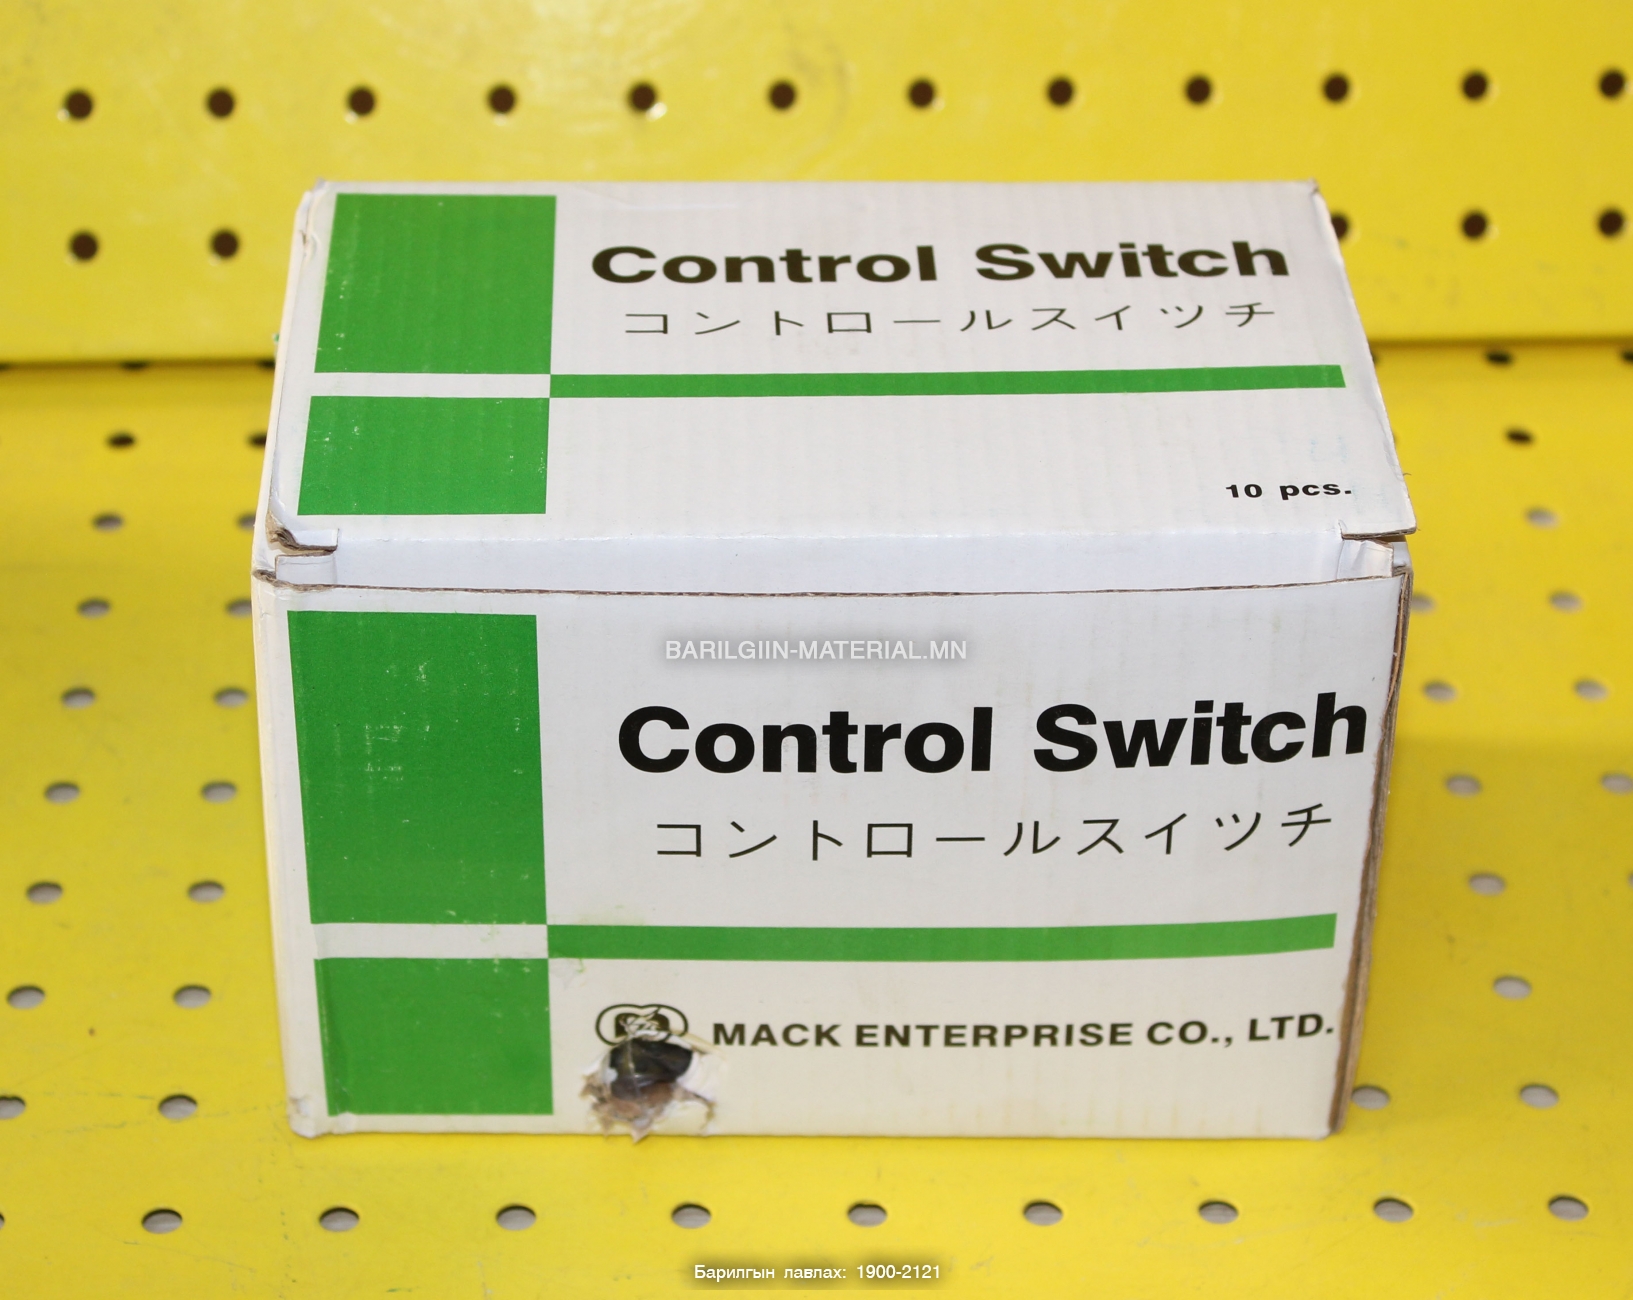 Control Switch
コントロールスイッチ
10 pcs.
BARILGIIN-MATERIAL.MN
Control Switch
コントロールスイッチ
MACK ENTERPRISE CO., LTD.
Барилгын лавлах: 1900-2121